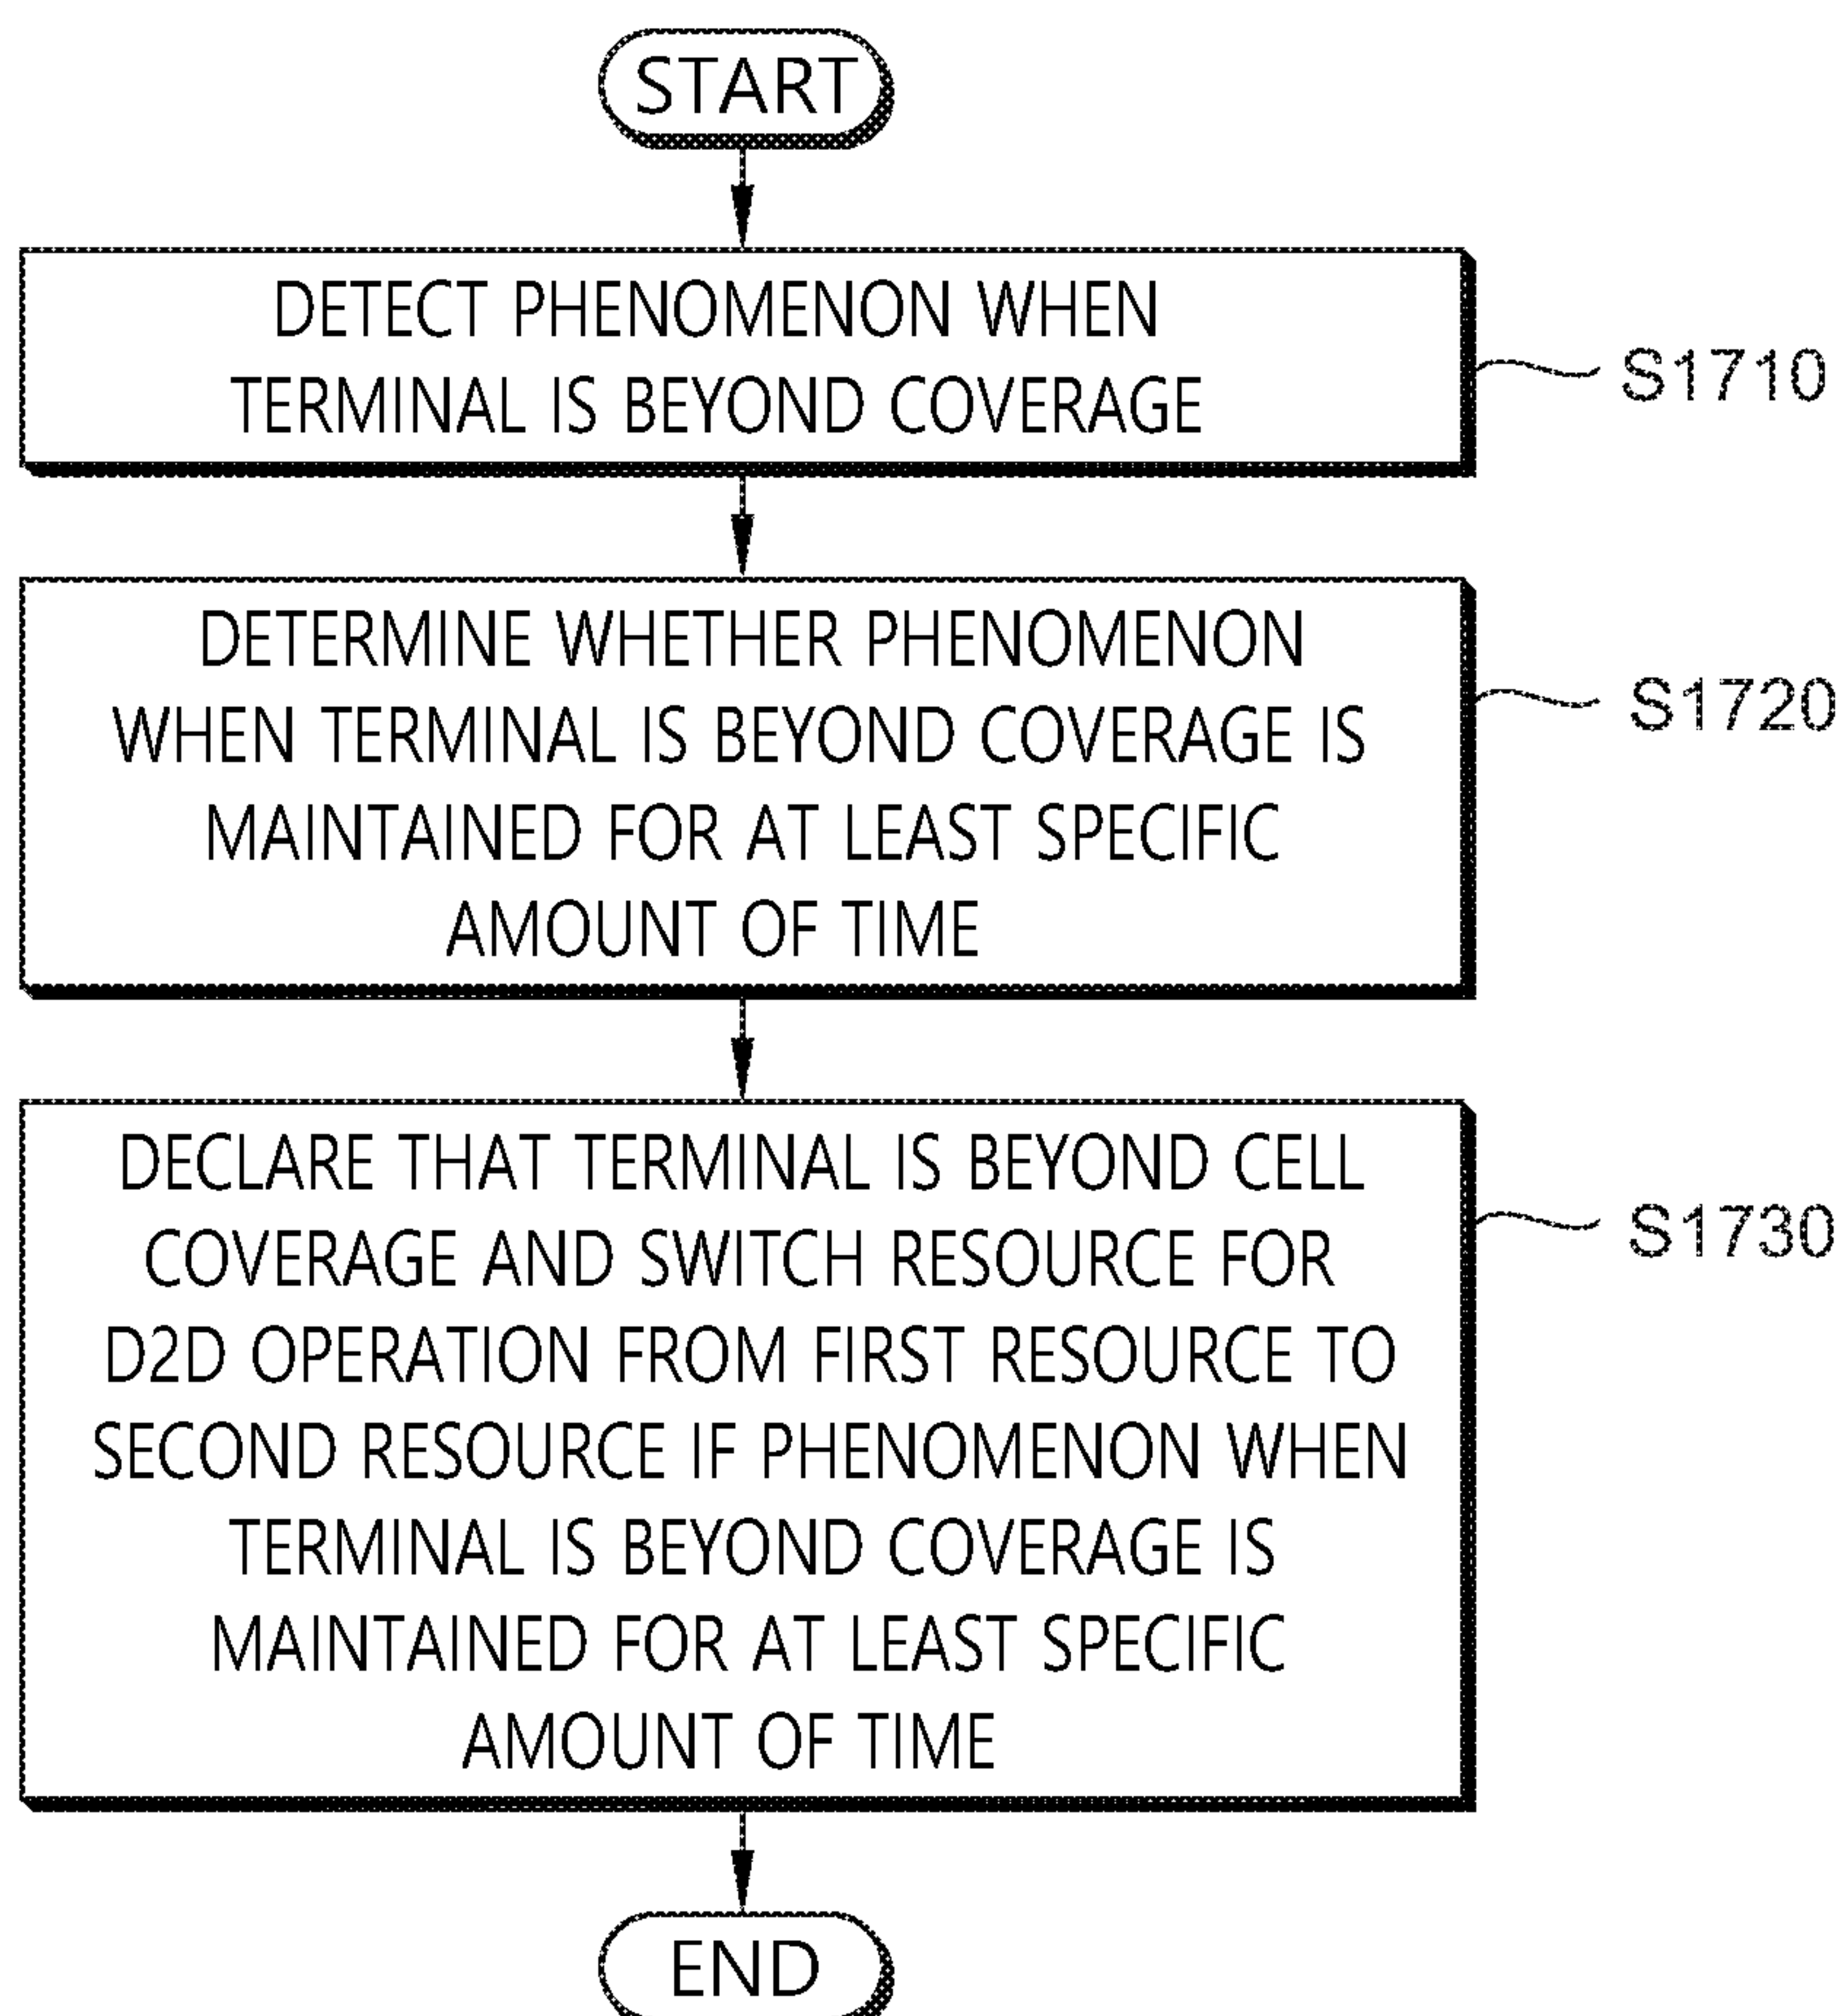 START
DETECT PHENOMENON WHEN
TERMINAL IS BEYOND COVERAGE
S1710
DETERMINE WHETHER PHENOMENON
WHEN TERMINAL IS BEYOND COVERAGE IS
MAINTAINED FOR AT LEAST SPECIFIC
AMOUNT OF TIME
S1720
DECLARE THAT TERMINAL IS BEYOND CELL
COVERAGE AND SWITCH RESOURCE FOR
D2D OPERATION FROM FIRST RESOURCE TO
SECOND RESOURCE IF PHENOMENON WHEN
TERMINAL IS BEYOND COVERAGE IS
MAINTAINED FOR AT LEAST SPECIFIC
AMOUNT OF TIME
S1730
END